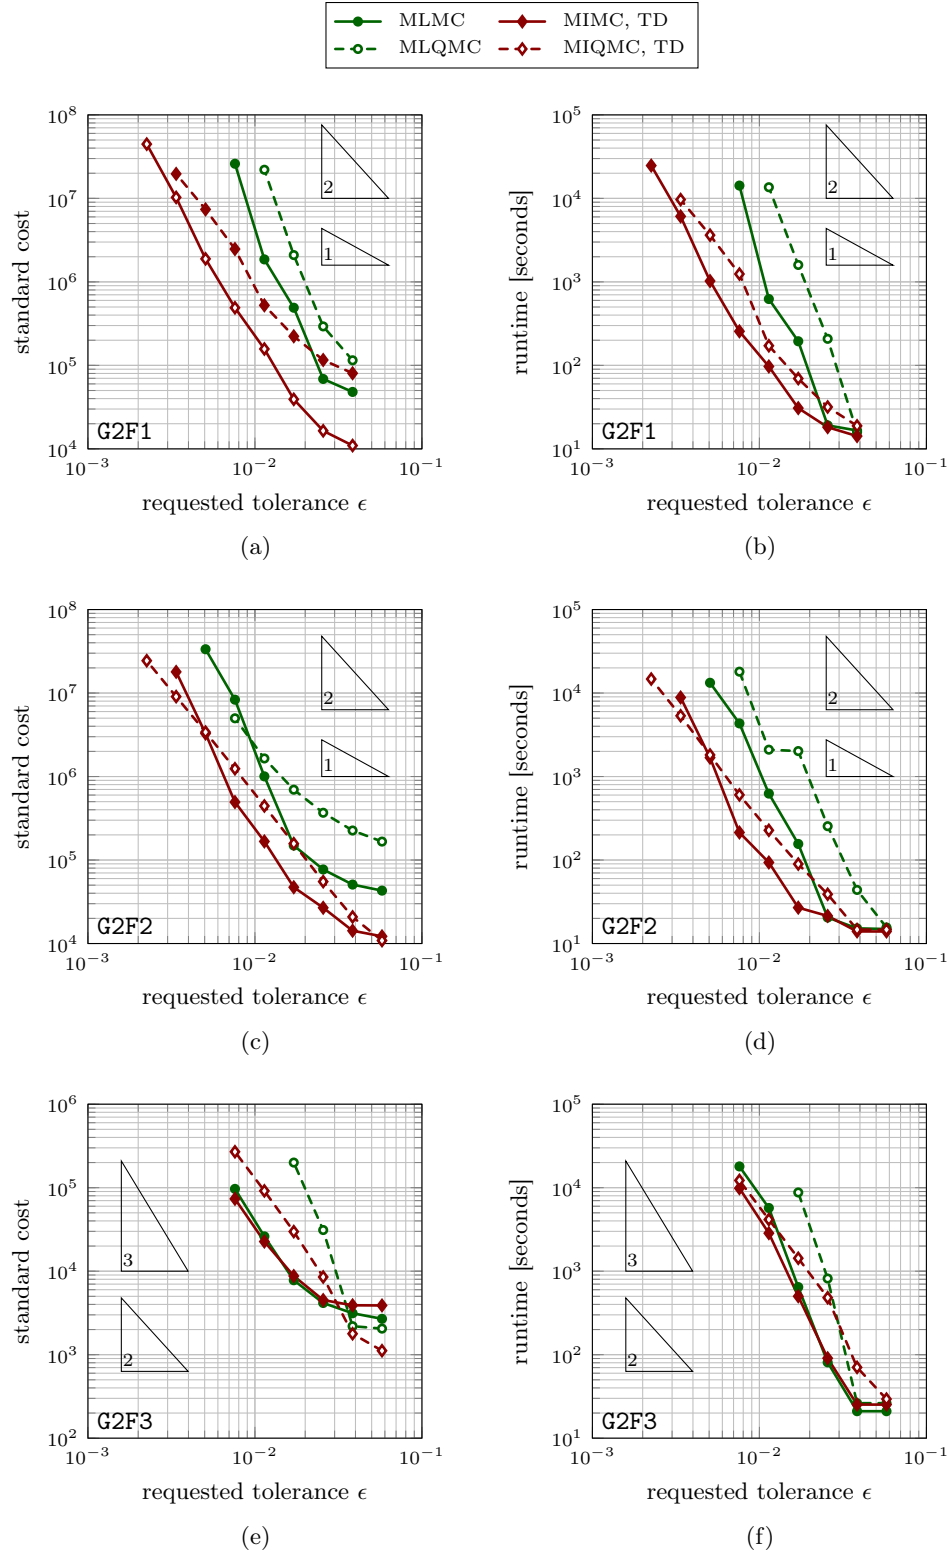 MLMC MIMC, TD
MLQMC MIQMC, TD
10^8
10^7
10^6
10^5
10^4
10^−3 10^−2 10^−1
standard cost
requested tolerance ϵ
2
1
G2F1
(a)
10^5
10^4
10^3
10^2
10^1
10^−3 10^−2 10^−1
runtime [seconds]
requested tolerance ϵ
2
1
G2F1
(b)
10^8
10^7
10^6
10^5
10^4
10^−3 10^−2 10^−1
standard cost
requested tolerance ϵ
2
1
G2F2
(c)
10^5
10^4
10^3
10^2
10^1
10^−3 10^−2 10^−1
runtime [seconds]
requested tolerance ϵ
2
1
G2F2
(d)
10^6
10^5
10^4
10^3
10^2
10^−3 10^−2 10^−1
standard cost
requested tolerance ϵ
3
2
G2F3
(e)
10^5
10^4
10^3
10^2
10^1
10^−3 10^−2 10^−1
runtime [seconds]
requested tolerance ϵ
3
2
G2F3
(f)